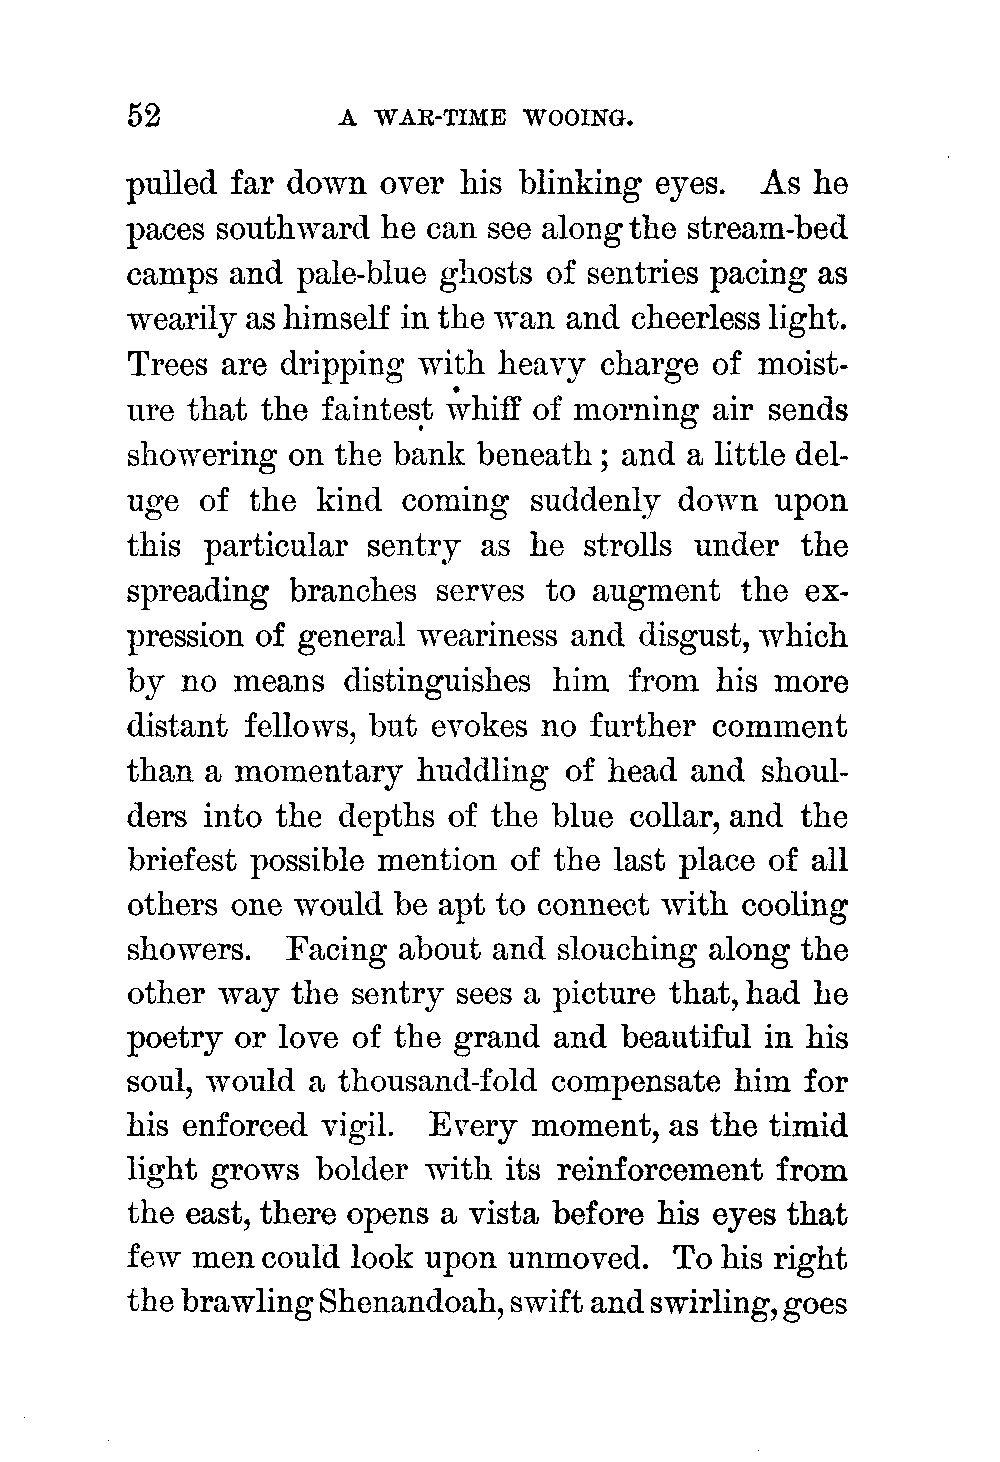 52 A WAR-TIME WOOING.
pulled far down over his blinking eyes. As he
paces southward he can see along the stream-bed
camps and pale-blue ghosts of sentries pacing as
wearily as himself in the wan and cheerless light.
Trees are dripping with heavy charge of moist-
ure that the faintest whiff of morning air sends
showering on the bank beneath; and a little del-
uge of the kind coming suddenly down upon
this particular sentry as he strolls under the
spreading branches serves to augment the ex-
pression of general weariness and disgust, which
by no means distinguishes him from his more
distant fellows, but evokes no further comment
than a momentary huddling of head and shoul-
ders into the depths of the blue collar, and the
briefest possible mention of the last place of all
others one would be apt to connect with cooling
showers. Facing about and slouching along the
other way the sentry sees a picture that, had he
poetry or love of the grand and beautiful in his
soul, would a thousand-fold compensate him for
his enforced vigil. Every moment, as the timid
light grows bolder with its reinforcement from
the east, there opens a vista before his eyes that
few men could look upon unmoved. To his right
the brawling Shenandoah, swift and swirling, goes